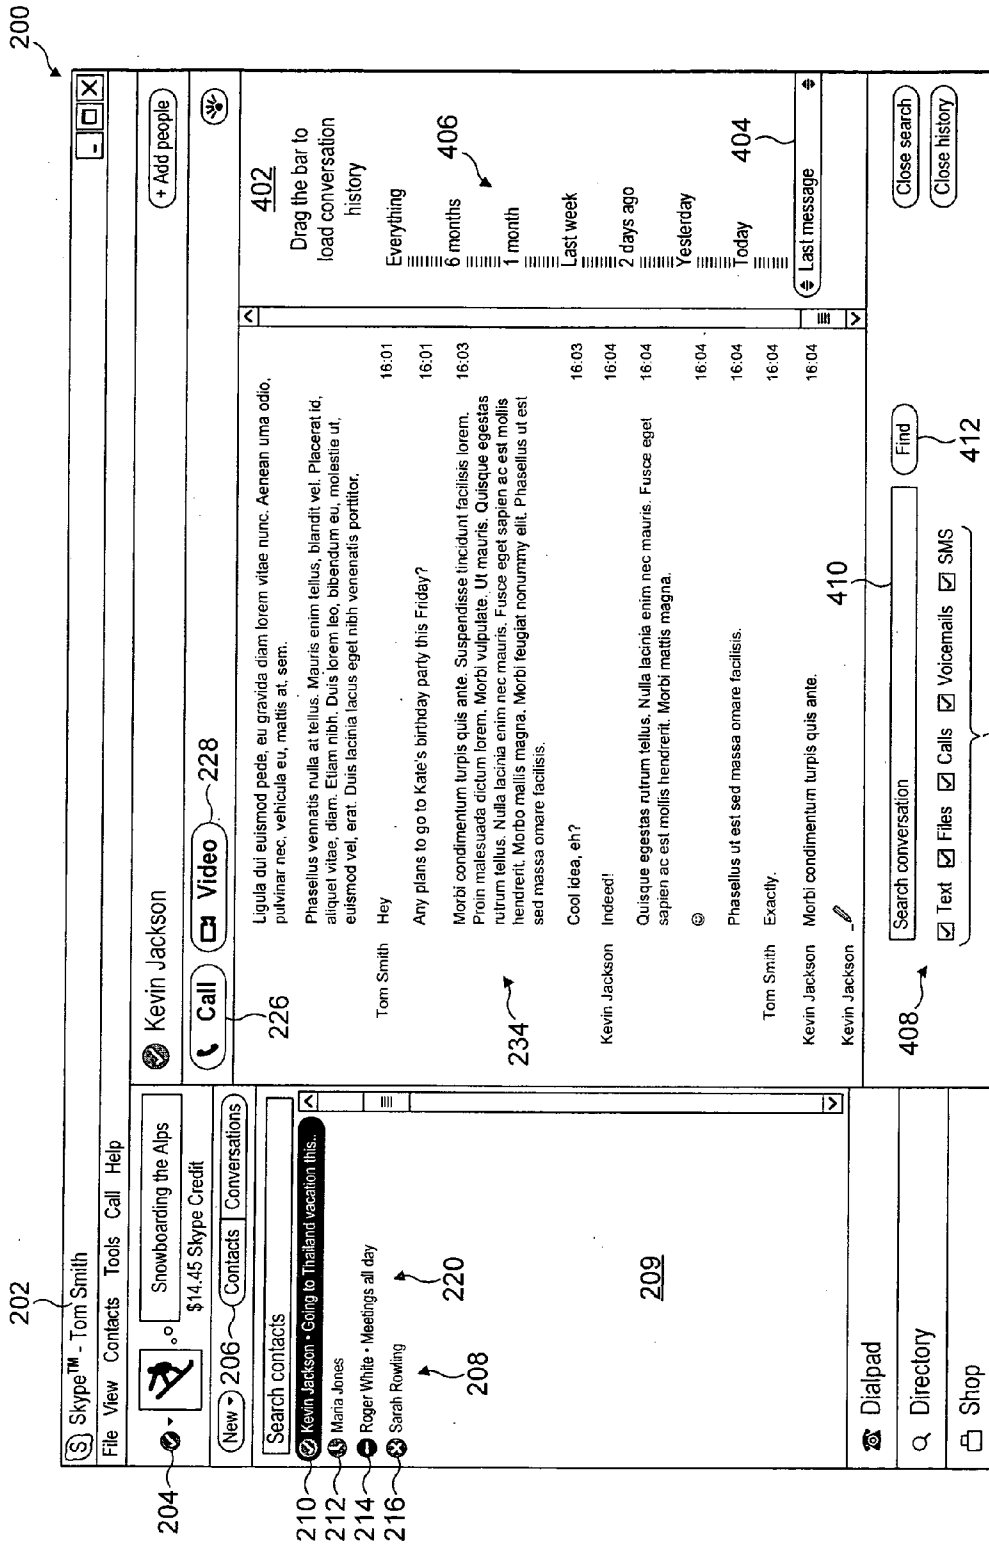 200
202
Skype™ - Tom Smith
File View Contacts Tools Call Help
204
Snowboarding the Alps
$14.45 Skype Credit
New 206 Contacts Conversations
Search contacts
210 Kevin Jackson • Going to Thailand vacation this..
212 Maria Jones
214 Roger White • Meetings all day
216 Sarah Rowling
208
220
209
Dialpad
Directory
Shop
Kevin Jackson
+ Add people
Call Video 228
226
Ligula dui euismod pede, eu gravida diam lorem vitae nunc. Aenean uma odio,
pulvinar nec, vehicula eu, mattis at, sem.
Phasellus vennatis nulla at tellus. Mauris enim tellus, blandit vel. Placerat id,
aliquet vitae, diam. Etiam nibh. Duis lorem leo, bibendum eu, molestie ut,
euismod vel, erat. Duis lacinia lacus eget nibh venenatis porttitor.
Tom Smith Hey 16:01
Any plans to go to Kate's birthday party this Friday? 16:01
Morbi condimentum turpis quis ante. Suspendisse tincidunt facilisis lorem. 16:03
Proin malesuada dictum lorem. Morbi vulputate. Ut mauris. Quisque egestas
rutrum tellus. Nulla lacinia enim nec mauris. Fusce eget sapien ac est mollis
hendrerit. Morbo mallis magna. Morbi feugiat nonummy elit. Phasellus ut est
sed massa ornare facilisis.
234
Cool idea, eh? 16:03
Kevin Jackson Indeed! 16:04
Quisque egestas rutrum tellus. Nulla lacinia enim nec mauris. Fusce eget 16:04
sapien ac est mollis hendrerit. Morbi mattis magna.
☺ 16:04
Phasellus ut est sed massa ornare facilisis. 16:04
Tom Smith Exactly. 16:04
Kevin Jackson Morbi condimentum turpis quis ante. 16:04
Kevin Jackson
402
Drag the bar to
load conversation
history
406
Everything
6 months
1 month
Last week
2 days ago
Yesterday
Today
404
Last message
408
410
Search conversation
Find
412
Text Files Calls Voicemails SMS
Close search
Close history